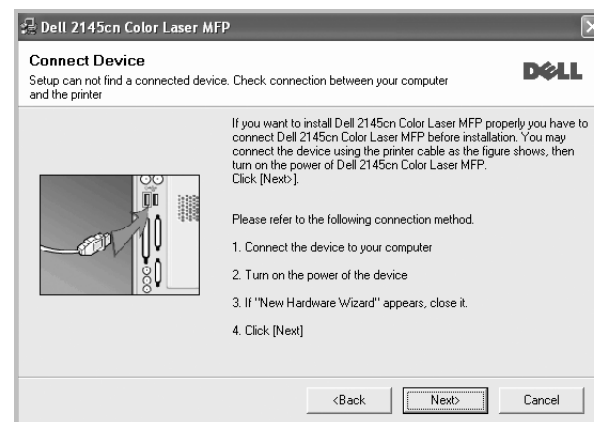 Dell 2145cn Color Laser MFP
Connect Device
Setup can not find a connected device. Check connection between your computer
and the printer
DELL
If you want to install Dell 2145cn Color Laser MFP properly you have to
connect Dell 2145cn Color Laser MFP before installation. You may
connect the device using the printer cable as the figure shows, then
turn on the power of Dell 2145cn Color Laser MFP.
Click [Next>].
Please refer to the following connection method.
1. Connect the device to your computer
2. Turn on the power of the device
3. If "New Hardware Wizard" appears, close it.
4. Click [Next]
<Back
Next>
Cancel